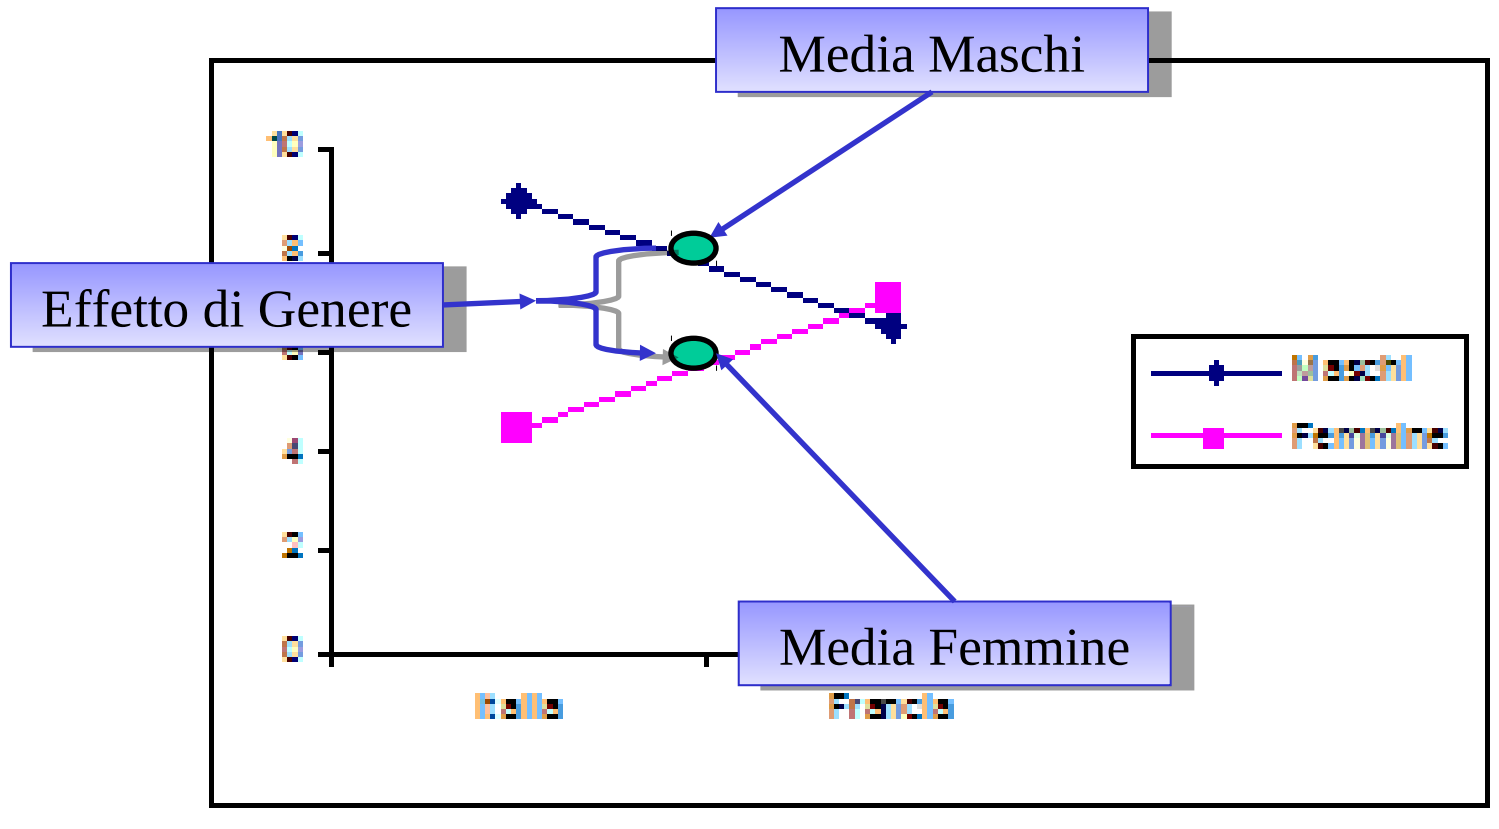 Media Maschi
10
8
Effetto di Genere
Maschi
4
Femmine
2
Media Femmine
0
Italia
Francia